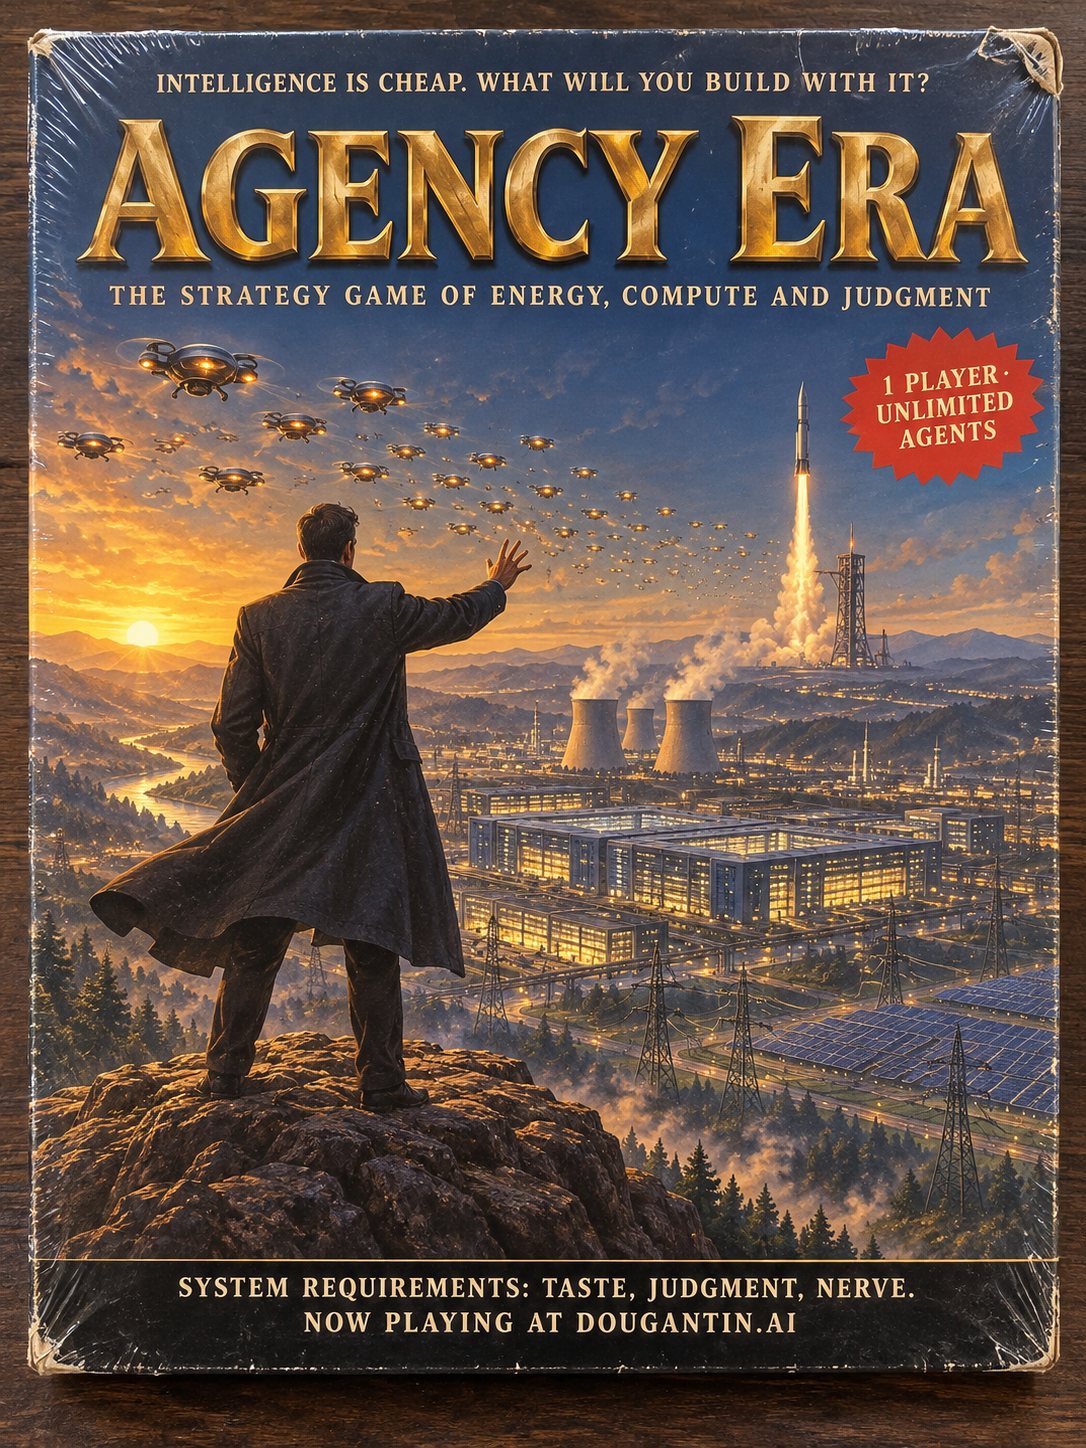 INTELLIGENCE IS CHEAP. WHAT WILL YOU BUILD WITH IT?
AGENCY ERA
THE STRATEGY GAME OF ENERGY, COMPUTE AND JUDGMENT
1 PLAYER ·
UNLIMITED
AGENTS
SYSTEM REQUIREMENTS: TASTE, JUDGMENT, NERVE.
NOW PLAYING AT DOUGANTIN.AI